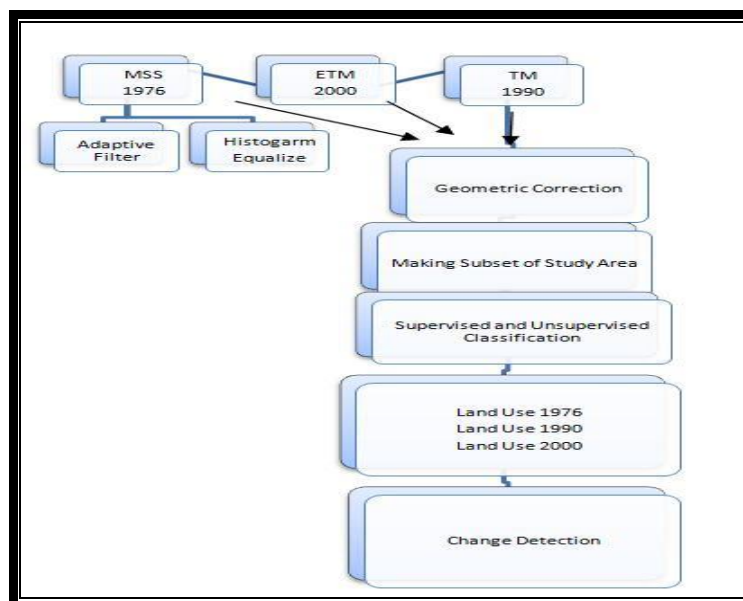 MSS
1976
ETM
2000
TM
1990
Adaptive
Filter
Histogarm
Equalize
Geometric Correction
Making Subset of Study Area
Supervised and Unsupervised
Classification
Land Use 1976
Land Use 1990
Land Use 2000
Change Detection